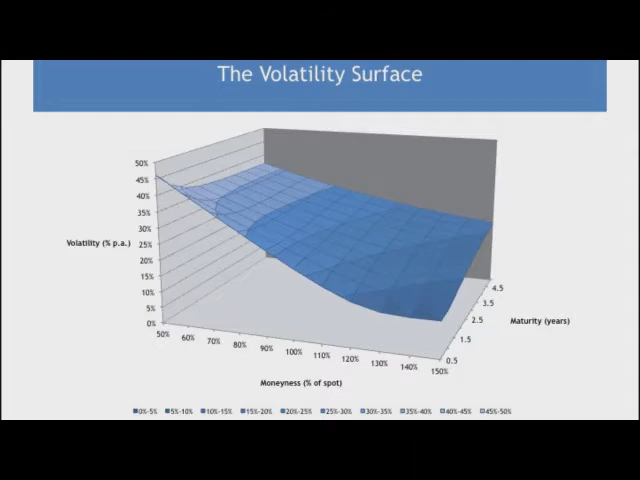 The Volatility Surface
50%
45%
40%
35%
30%
25%
20%
15%
10%
5%
0%
Volatility (% p.a.)
50% 60% 70% 80% 90% 100% 110% 120% 130% 140% 150%
Moneyness (% of spot)
4.5
3.5
2.5
1.5
0.5
Maturity (years)
0%-5% 5%-10% 10%-15% 15%-20% 20%-25% 25%-30% 30%-35% 35%-40% 40%-45% 45%-50%